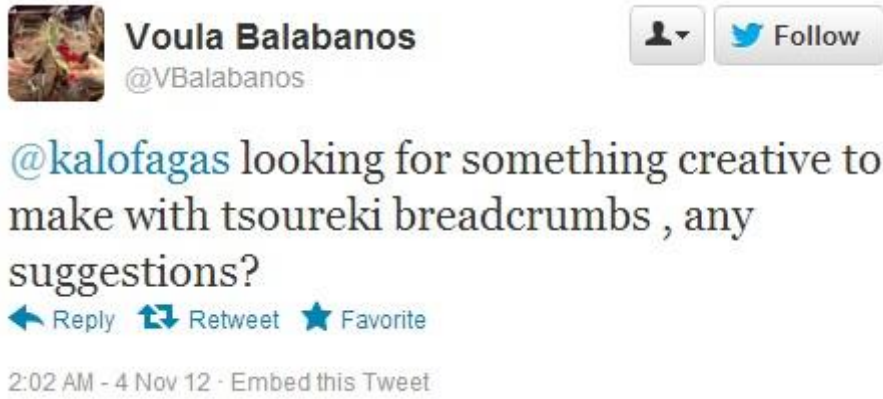 Voula Balabanos
@VBalabanos
Follow
@kalofagas looking for something creative to
make with tsoureki breadcrumbs , any
suggestions?
Reply Retweet Favorite
2:02 AM - 4 Nov 12 · Embed this Tweet